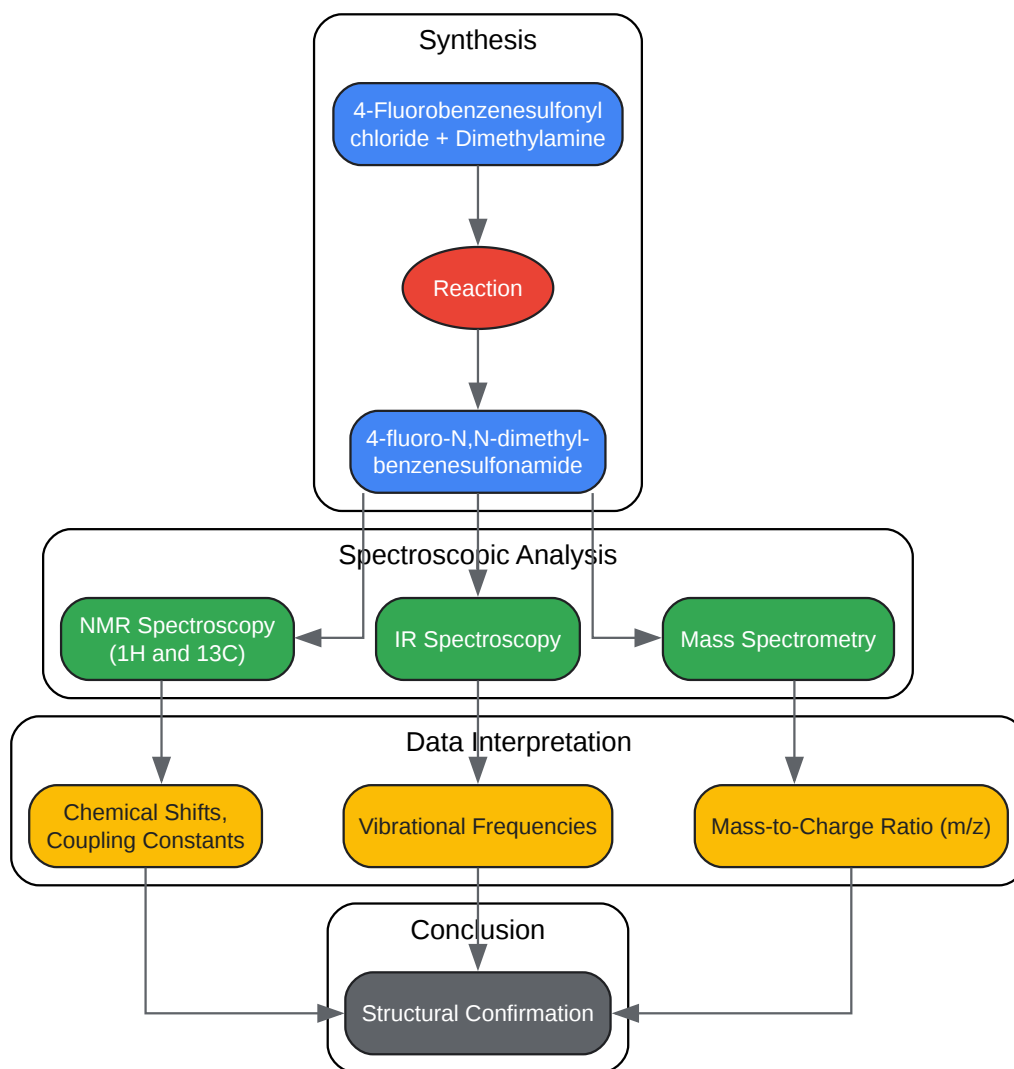 Synthesis
4-Fluorobenzenesulfonyl
chloride + Dimethylamine
Reaction
4-fluoro-N,N-dimethyl-
benzenesulfonamide
Spectroscopic Analysis
NMR Spectroscopy
(1H and 13C)
IR Spectroscopy
Mass Spectrometry
Data Interpretation
Chemical Shifts,
Coupling Constants
Vibrational Frequencies
Mass-to-Charge Ratio (m/z)
Conclusion
Structural Confirmation